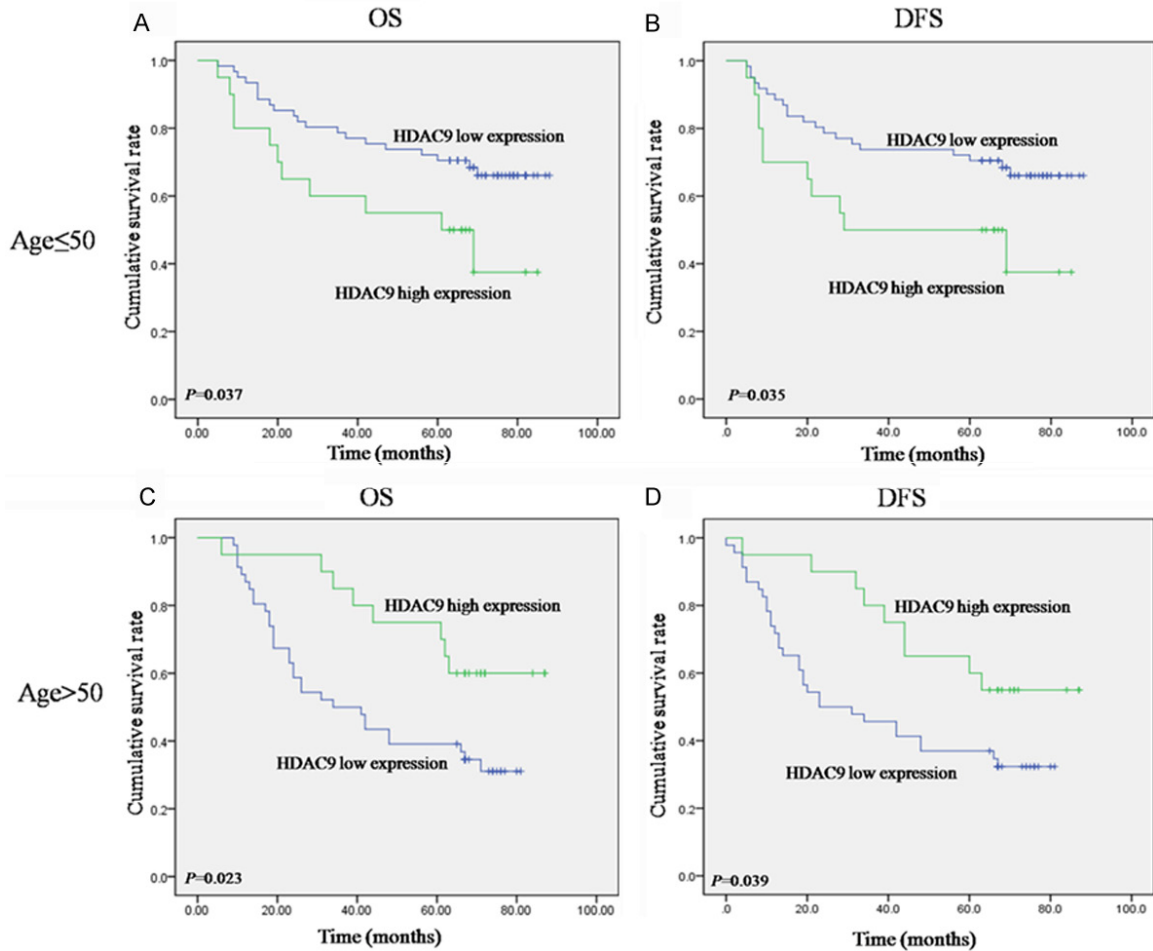 A
OS
B
DFS
Age≤50
Cumulative survival rate
1.0
0.8
0.6
0.4
0.2
0.0
HDAC9 low expression
HDAC9 high expression
P=0.037
0.00 20.00 40.00 60.00 80.00 100.00
Time (months)
Cumulative survival rate
1.0
0.8
0.6
0.4
0.2
0.0
HDAC9 low expression
HDAC9 high expression
P=0.035
.0 20.0 40.0 60.0 80.0 100.0
Time (months)
C
OS
D
DFS
Age>50
Cumulative survival rate
1.0
0.8
0.6
0.4
0.2
0.0
HDAC9 high expression
HDAC9 low expression
P=0.023
0.00 20.00 40.00 60.00 80.00 100.00
Time (months)
Cumulative survival rate
1.0
0.8
0.6
0.4
0.2
0.0
HDAC9 high expression
HDAC9 low expression
P=0.039
.0 20.0 40.0 60.0 80.0 100.0
Time (months)